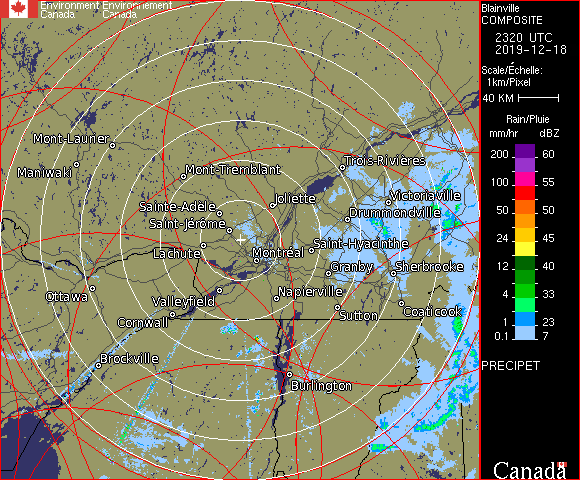 Environment Environnement
Canada Canada
Blainville
COMPOSITE
2320 UTC
2019-12-18
Scale/Échelle:
1km/Pixel
40 KM
Rain/Pluie
mm/hr dBZ
200 60
100 55
50 50
24 45
12 40
4 33
1 23
0.1 7
PRECIPET
Canada
Mont-Laurier
Maniwaki
Mont-Tremblant
Trois-Rivières
Sainte-Adele
Joliette
Victoriaville
Drummondville
Saint-Jérôme
Lachute
Montréal
Saint-Hyacinthe
Granby
Sherbrooke
Ottawa
Valleyfield
Napierville
Cornwall
Sutton
Coaticook
Brockville
Burlington